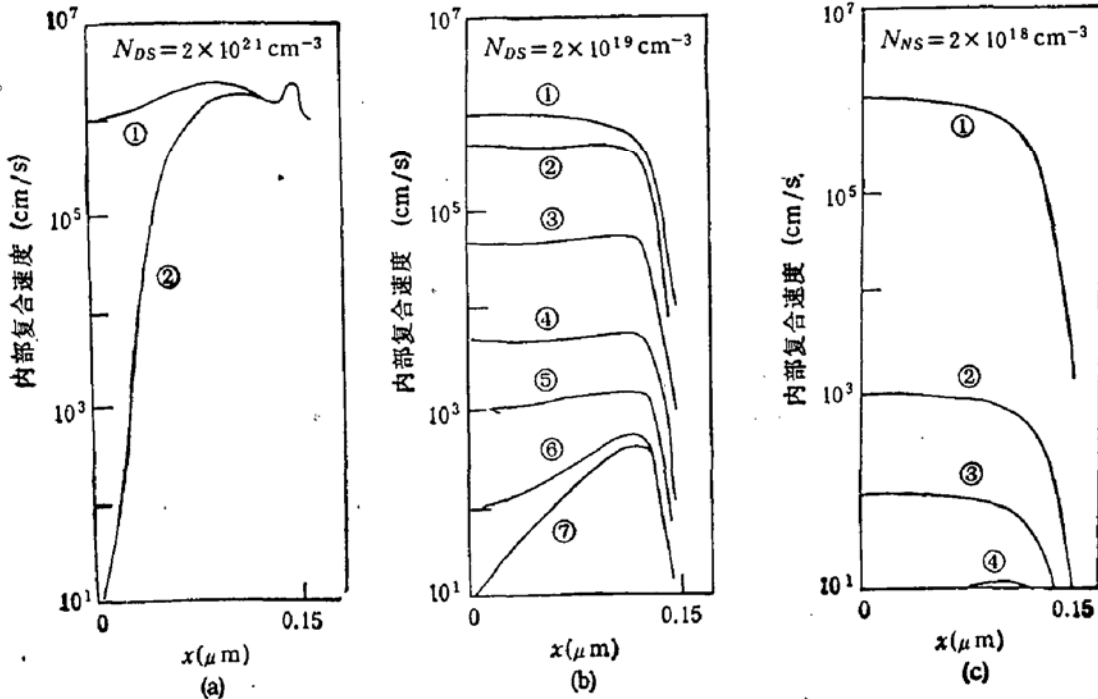 10⁷
N_DS = 2 × 10²¹ cm⁻³
①
②
10⁵
10³
10¹
内部复合速度 (cm/s)
0
0.15
x(μm)
(a)
10⁷
N_DS = 2 × 10¹⁹ cm⁻³
①
②
③
④
⑤
⑥
⑦
10⁵
10³
10¹
内部复合速度 (cm/s)
0
0.15
x(μm)
(b)
10⁷
N_NS = 2 × 10¹⁸ cm⁻³
①
②
③
④
10⁵
10³
10¹
内部复合速度 (cm/s)
0
0.15
x(μm)
(c)